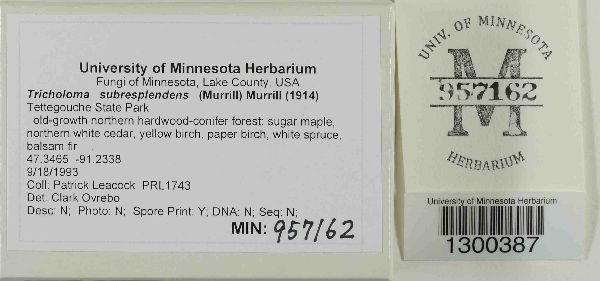 University of Minnesota Herbarium
Fungi of Minnesota, Lake County, USA
Tricholoma subresplendens (Murrill) Murrill (1914)
Tettegouche State Park
old-growth northern hardwood-conifer forest: sugar maple,
northern white cedar, yellow birch, paper birch, white spruce,
balsam fir
47.3465 -91.2338
9/18/1993
Coll: Patrick Leacock PRL1743
Det: Clark Ovrebo
Desc: N; Photo: N; Spore Print: Y; DNA: N; Seq: N;
MIN: 957162
UNIV. OF MINNESOTA
M
957162
HERBARIUM
University of Minnesota Herbarium
1300387